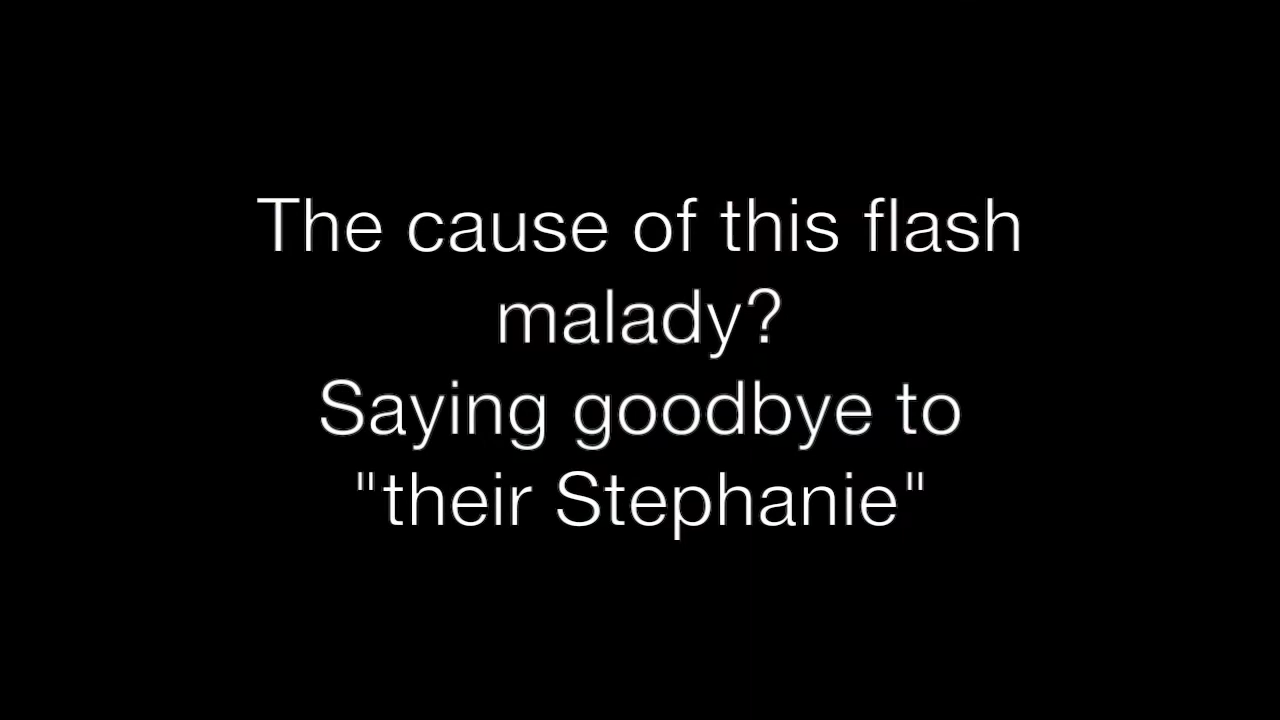 The cause of this flash
malady?
Saying goodbye to
"their Stephanie"